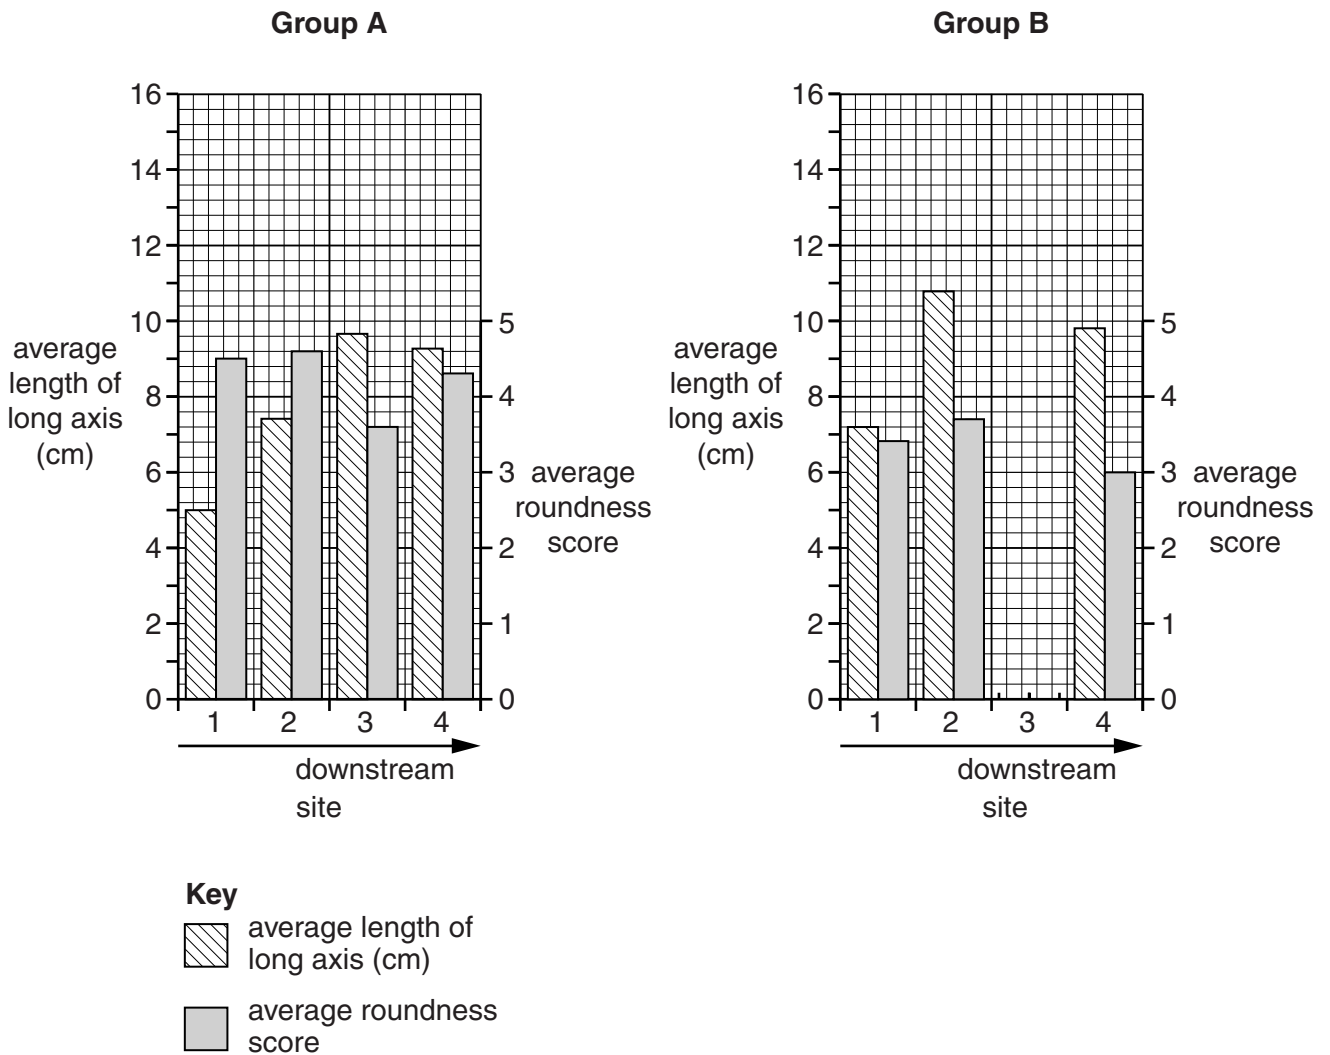 Group A
16
14
12
10
8
6
4
2
0
average
length of
long axis
(cm)
5
4
3
2
1
0
average
roundness
score
1 2 3 4
downstream
site
Group B
16
14
12
10
8
6
4
2
0
average
length of
long axis
(cm)
5
4
3
2
1
0
average
roundness
score
1 2 3 4
downstream
site
Key
average length of
long axis (cm)
average roundness
score